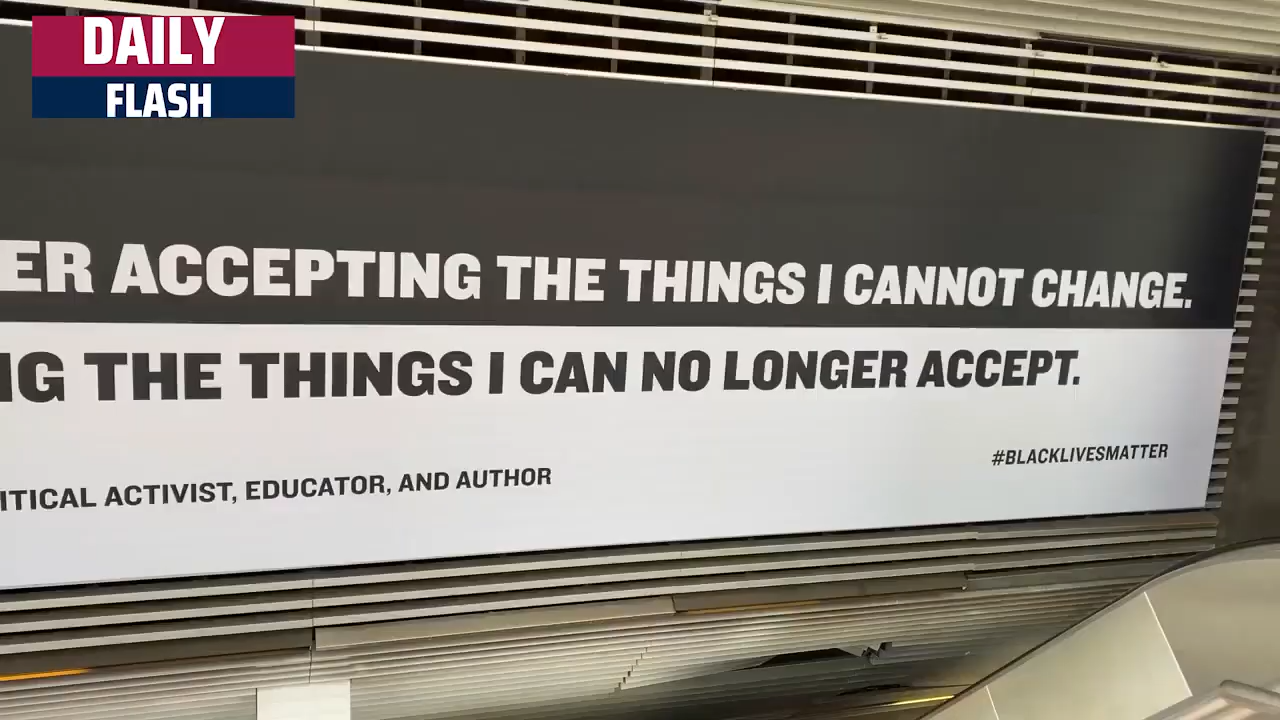 DAILY
FLASH
ER ACCEPTING THE THINGS I CANNOT CHANGE.
NG THE THINGS I CAN NO LONGER ACCEPT.
ITICAL ACTIVIST, EDUCATOR, AND AUTHOR
#BLACKLIVESMATTER